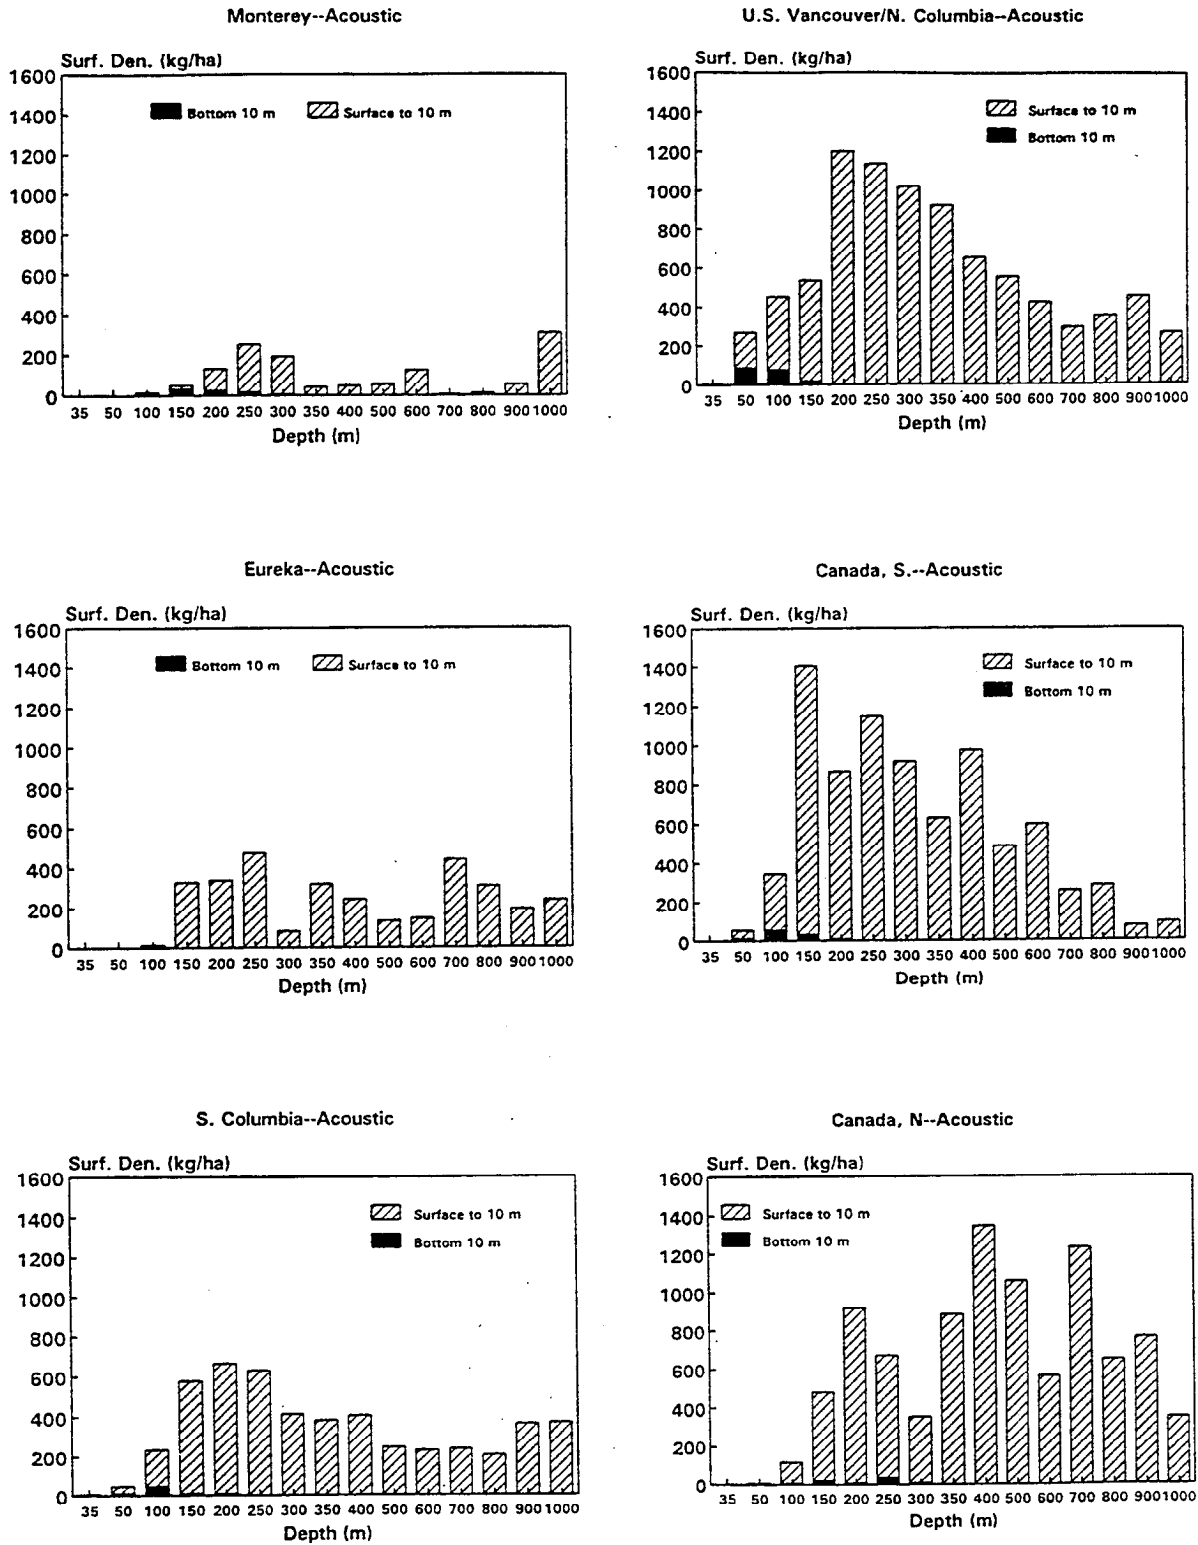 Monterey--Acoustic
Surf. Den. (kg/ha)
1600
1400
1200
1000
800
600
400
200
0
Bottom 10 m Surface to 10 m
35 50 100 150 200 250 300 350 400 500 600 700 800 900 1000
Depth (m)
U.S. Vancouver/N. Columbia--Acoustic
Surf. Den. (kg/ha)
1600
1400
1200
1000
800
600
400
200
0
Surface to 10 m
Bottom 10 m
35 50 100 150 200 250 300 350 400 500 600 700 800 900 1000
Depth (m)
Eureka--Acoustic
Surf. Den. (kg/ha)
1600
1400
1200
1000
800
600
400
200
0
Bottom 10 m Surface to 10 m
35 50 100 150 200 250 300 350 400 500 600 700 800 900 1000
Depth (m)
Canada, S.--Acoustic
Surf. Den. (kg/ha)
1600
1400
1200
1000
800
600
400
200
0
Surface to 10 m
Bottom 10 m
35 50 100 150 200 250 300 350 400 500 600 700 800 900 1000
Depth (m)
S. Columbia--Acoustic
Surf. Den. (kg/ha)
1600
1400
1200
1000
800
600
400
200
0
Surface to 10 m
Bottom 10 m
35 50 100 150 200 250 300 350 400 500 600 700 800 900 1000
Depth (m)
Canada, N--Acoustic
Surf. Den. (kg/ha)
1600
1400
1200
1000
800
600
400
200
0
Surface to 10 m
Bottom 10 m
35 50 100 150 200 250 300 350 400 500 600 700 800 900 1000
Depth (m)